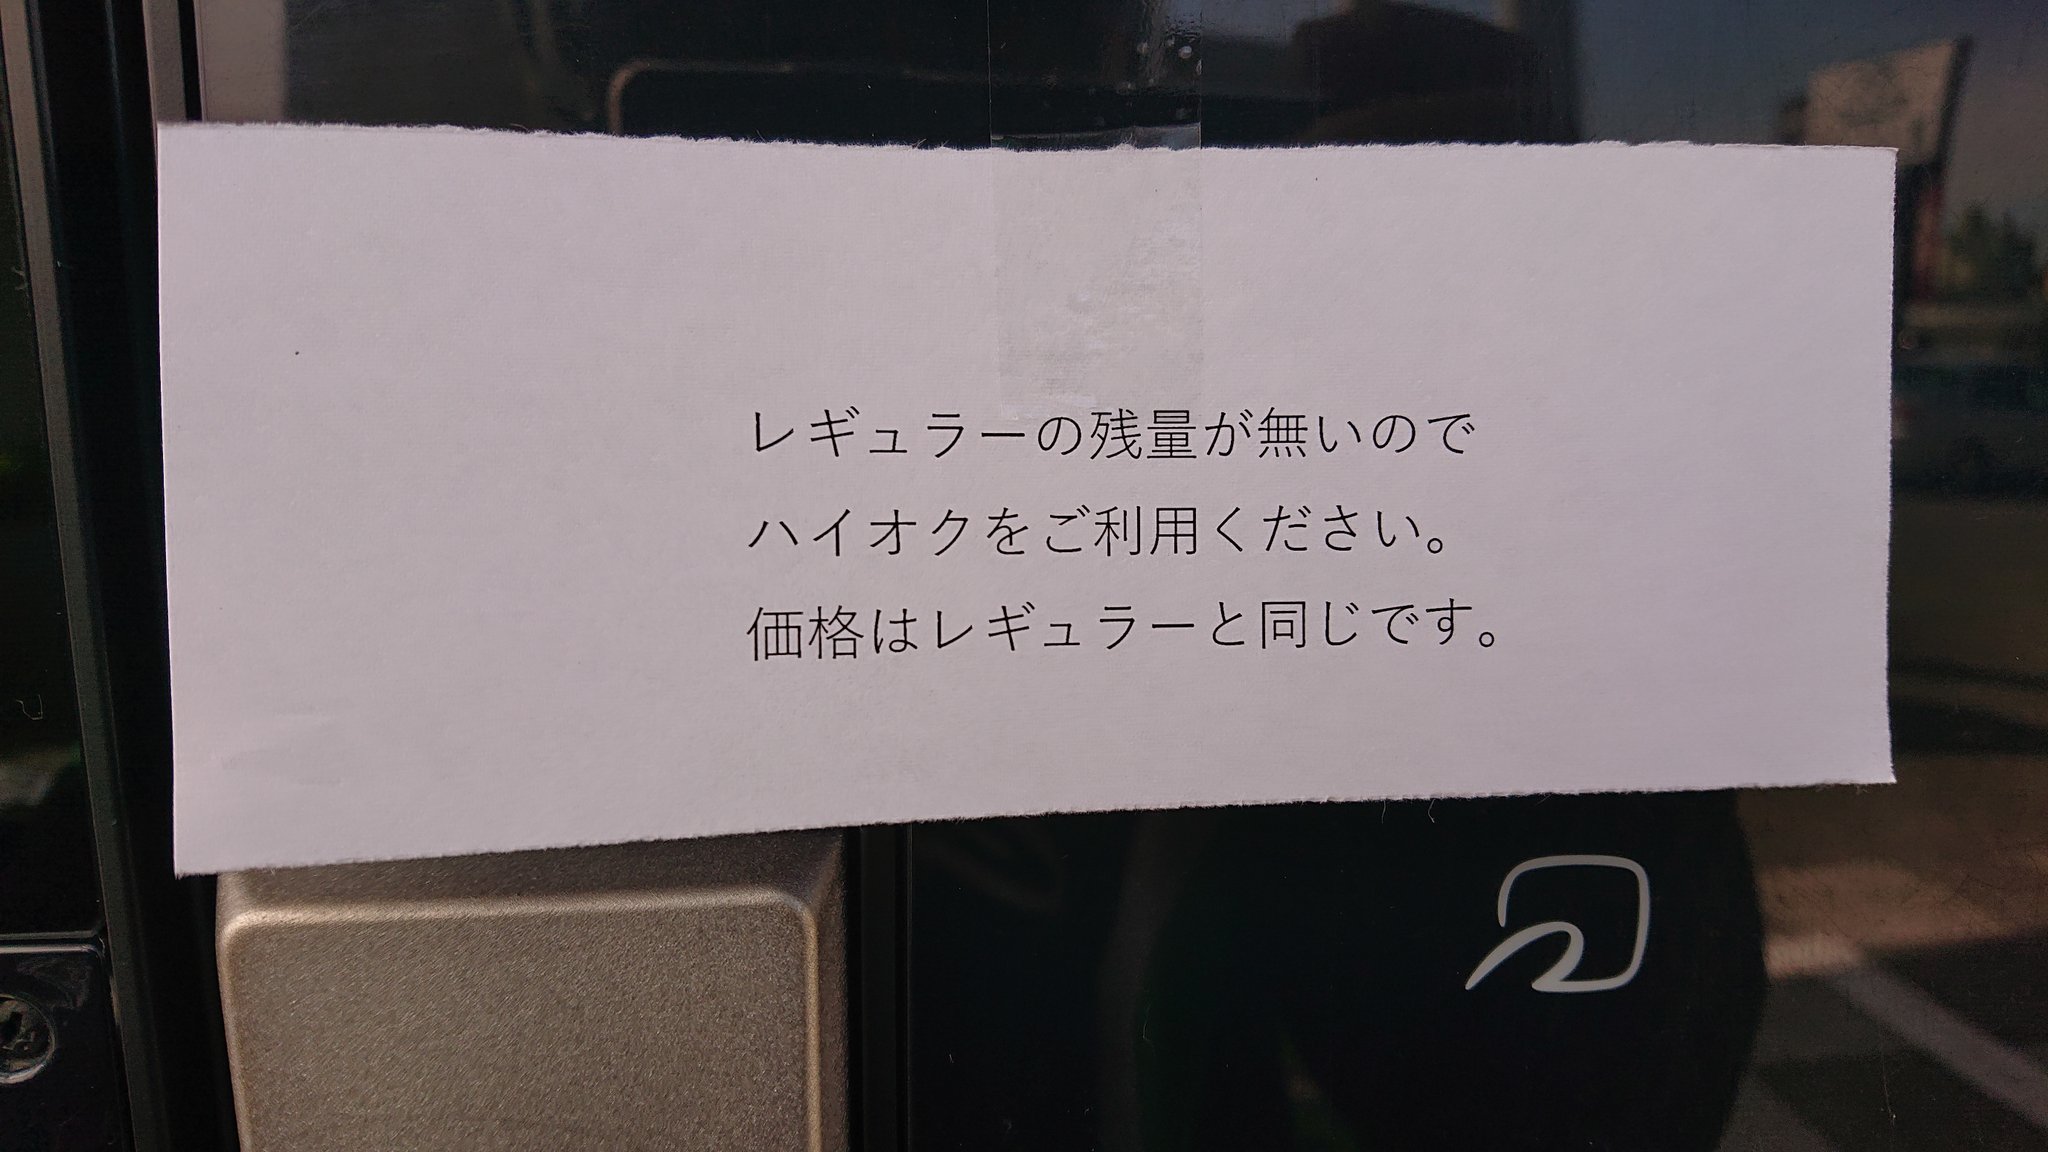 レギュラーの残量が無いので
ハイオクをご利用ください。
価格はレギュラーと同じです。